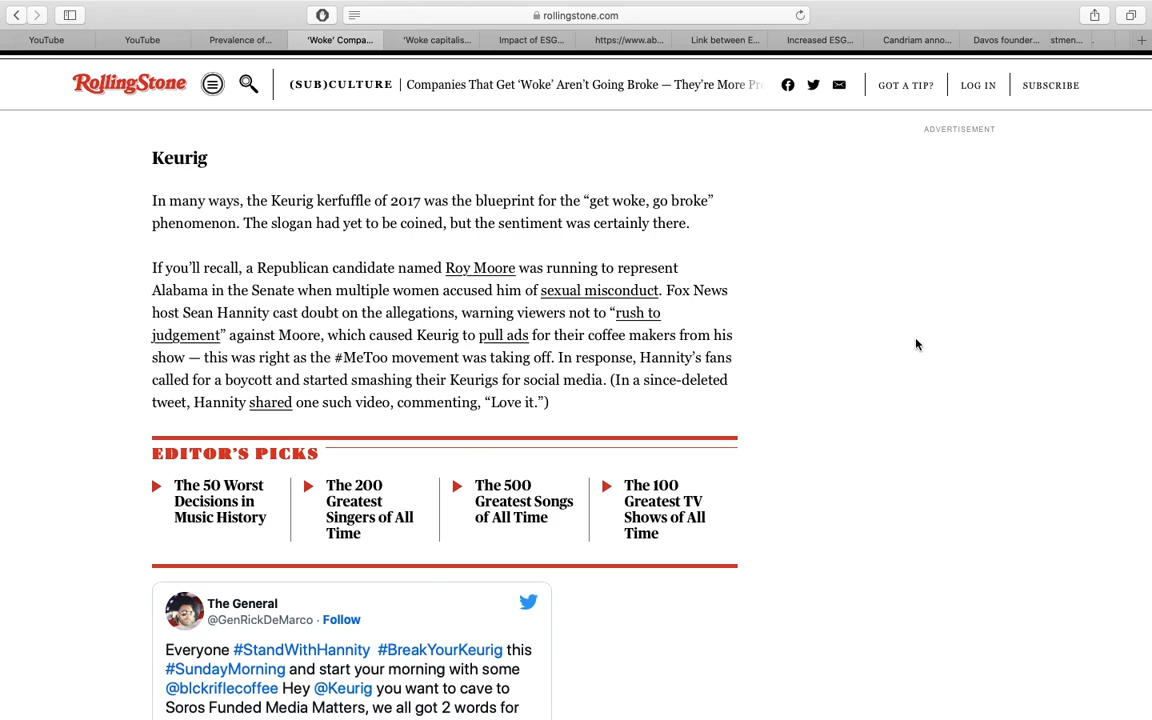 rollingstone.com
YouTube
YouTube
Prevalence of...
'Woke' Compa...
'Woke capitalis...
Impact of ESG...
https://www.ab...
Link between E...
Increased ESG...
Candriam anno...
Davos founder...
stmen...
RollingStone
(SUB)CULTURE | Companies That Get 'Woke' Aren't Going Broke — They're More Pr
GOT A TIP?
LOG IN
SUBSCRIBE
ADVERTISEMENT
Keurig
In many ways, the Keurig kerfuffle of 2017 was the blueprint for the “get woke, go broke”
phenomenon. The slogan had yet to be coined, but the sentiment was certainly there.
If you’ll recall, a Republican candidate named Roy Moore was running to represent
Alabama in the Senate when multiple women accused him of sexual misconduct. Fox News
host Sean Hannity cast doubt on the allegations, warning viewers not to “rush to
judgement” against Moore, which caused Keurig to pull ads for their coffee makers from his
show — this was right as the #MeToo movement was taking off. In response, Hannity’s fans
called for a boycott and started smashing their Keurigs for social media. (In a since-deleted
tweet, Hannity shared one such video, commenting, “Love it.”)
EDITOR’S PICKS
The 50 Worst
Decisions in
Music History
The 200
Greatest
Singers of All
Time
The 500
Greatest Songs
of All Time
The 100
Greatest TV
Shows of All
Time
The General
@GenRickDeMarco · Follow
Everyone #StandWithHannity #BreakYourKeurig this
#SundayMorning and start your morning with some
@blckriflecoffee Hey @Keurig you want to cave to
Soros Funded Media Matters, we all got 2 words for